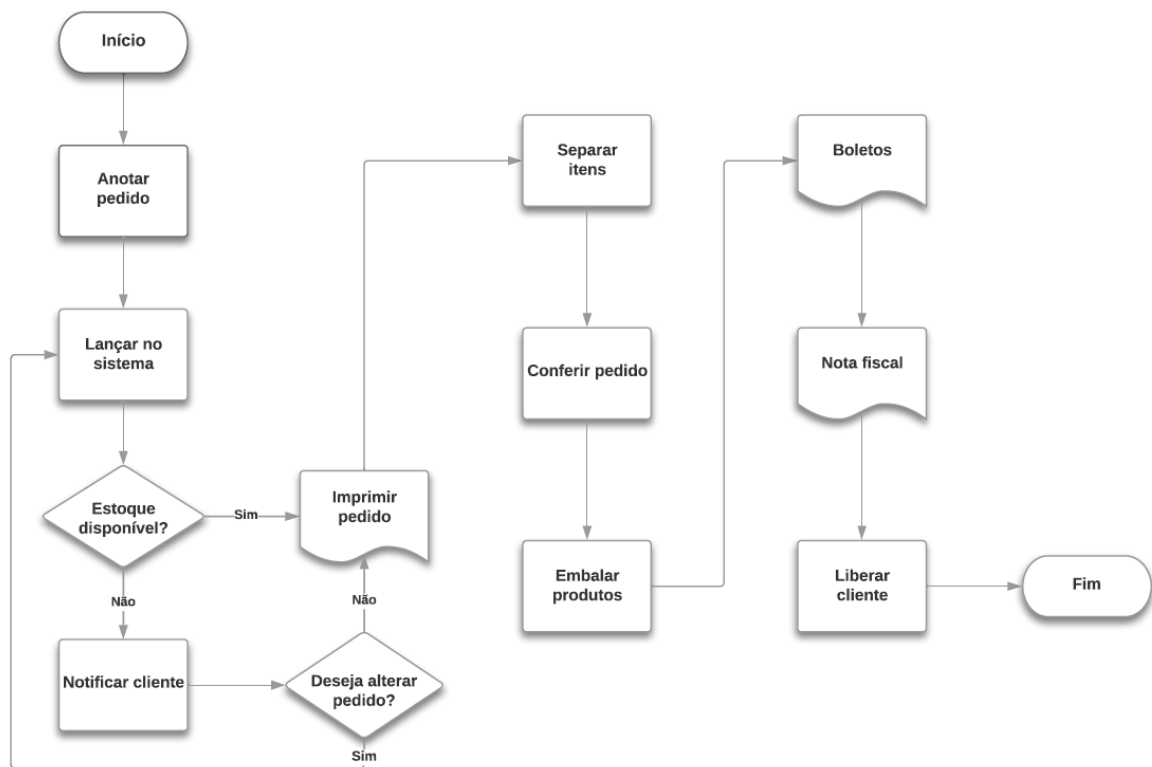 Início
Anotar
pedido
Lançar no
sistema
Estoque
disponível?
Sim
Não
Notificar cliente
Imprimir
pedido
Não
Deseja alterar
pedido?
Sim
Separar
itens
Conferir pedido
Embalar
produtos
Boletos
Nota fiscal
Liberar
cliente
Fim